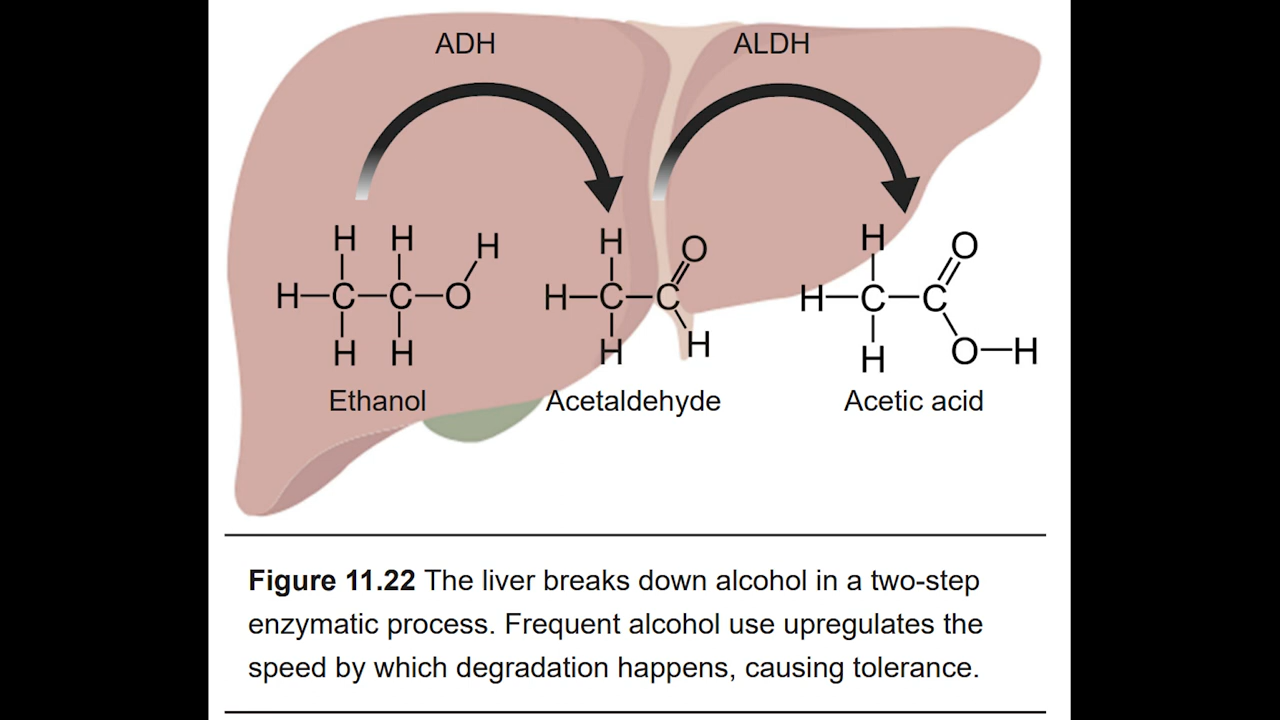 ADH
ALDH
H H H
H–C–C–O
H H
H O
H–C–C
H H
H O
H–C–C
H O–H
Ethanol
Acetaldehyde
Acetic acid
Figure 11.22 The liver breaks down alcohol in a two-step
enzymatic process. Frequent alcohol use upregulates the
speed by which degradation happens, causing tolerance.